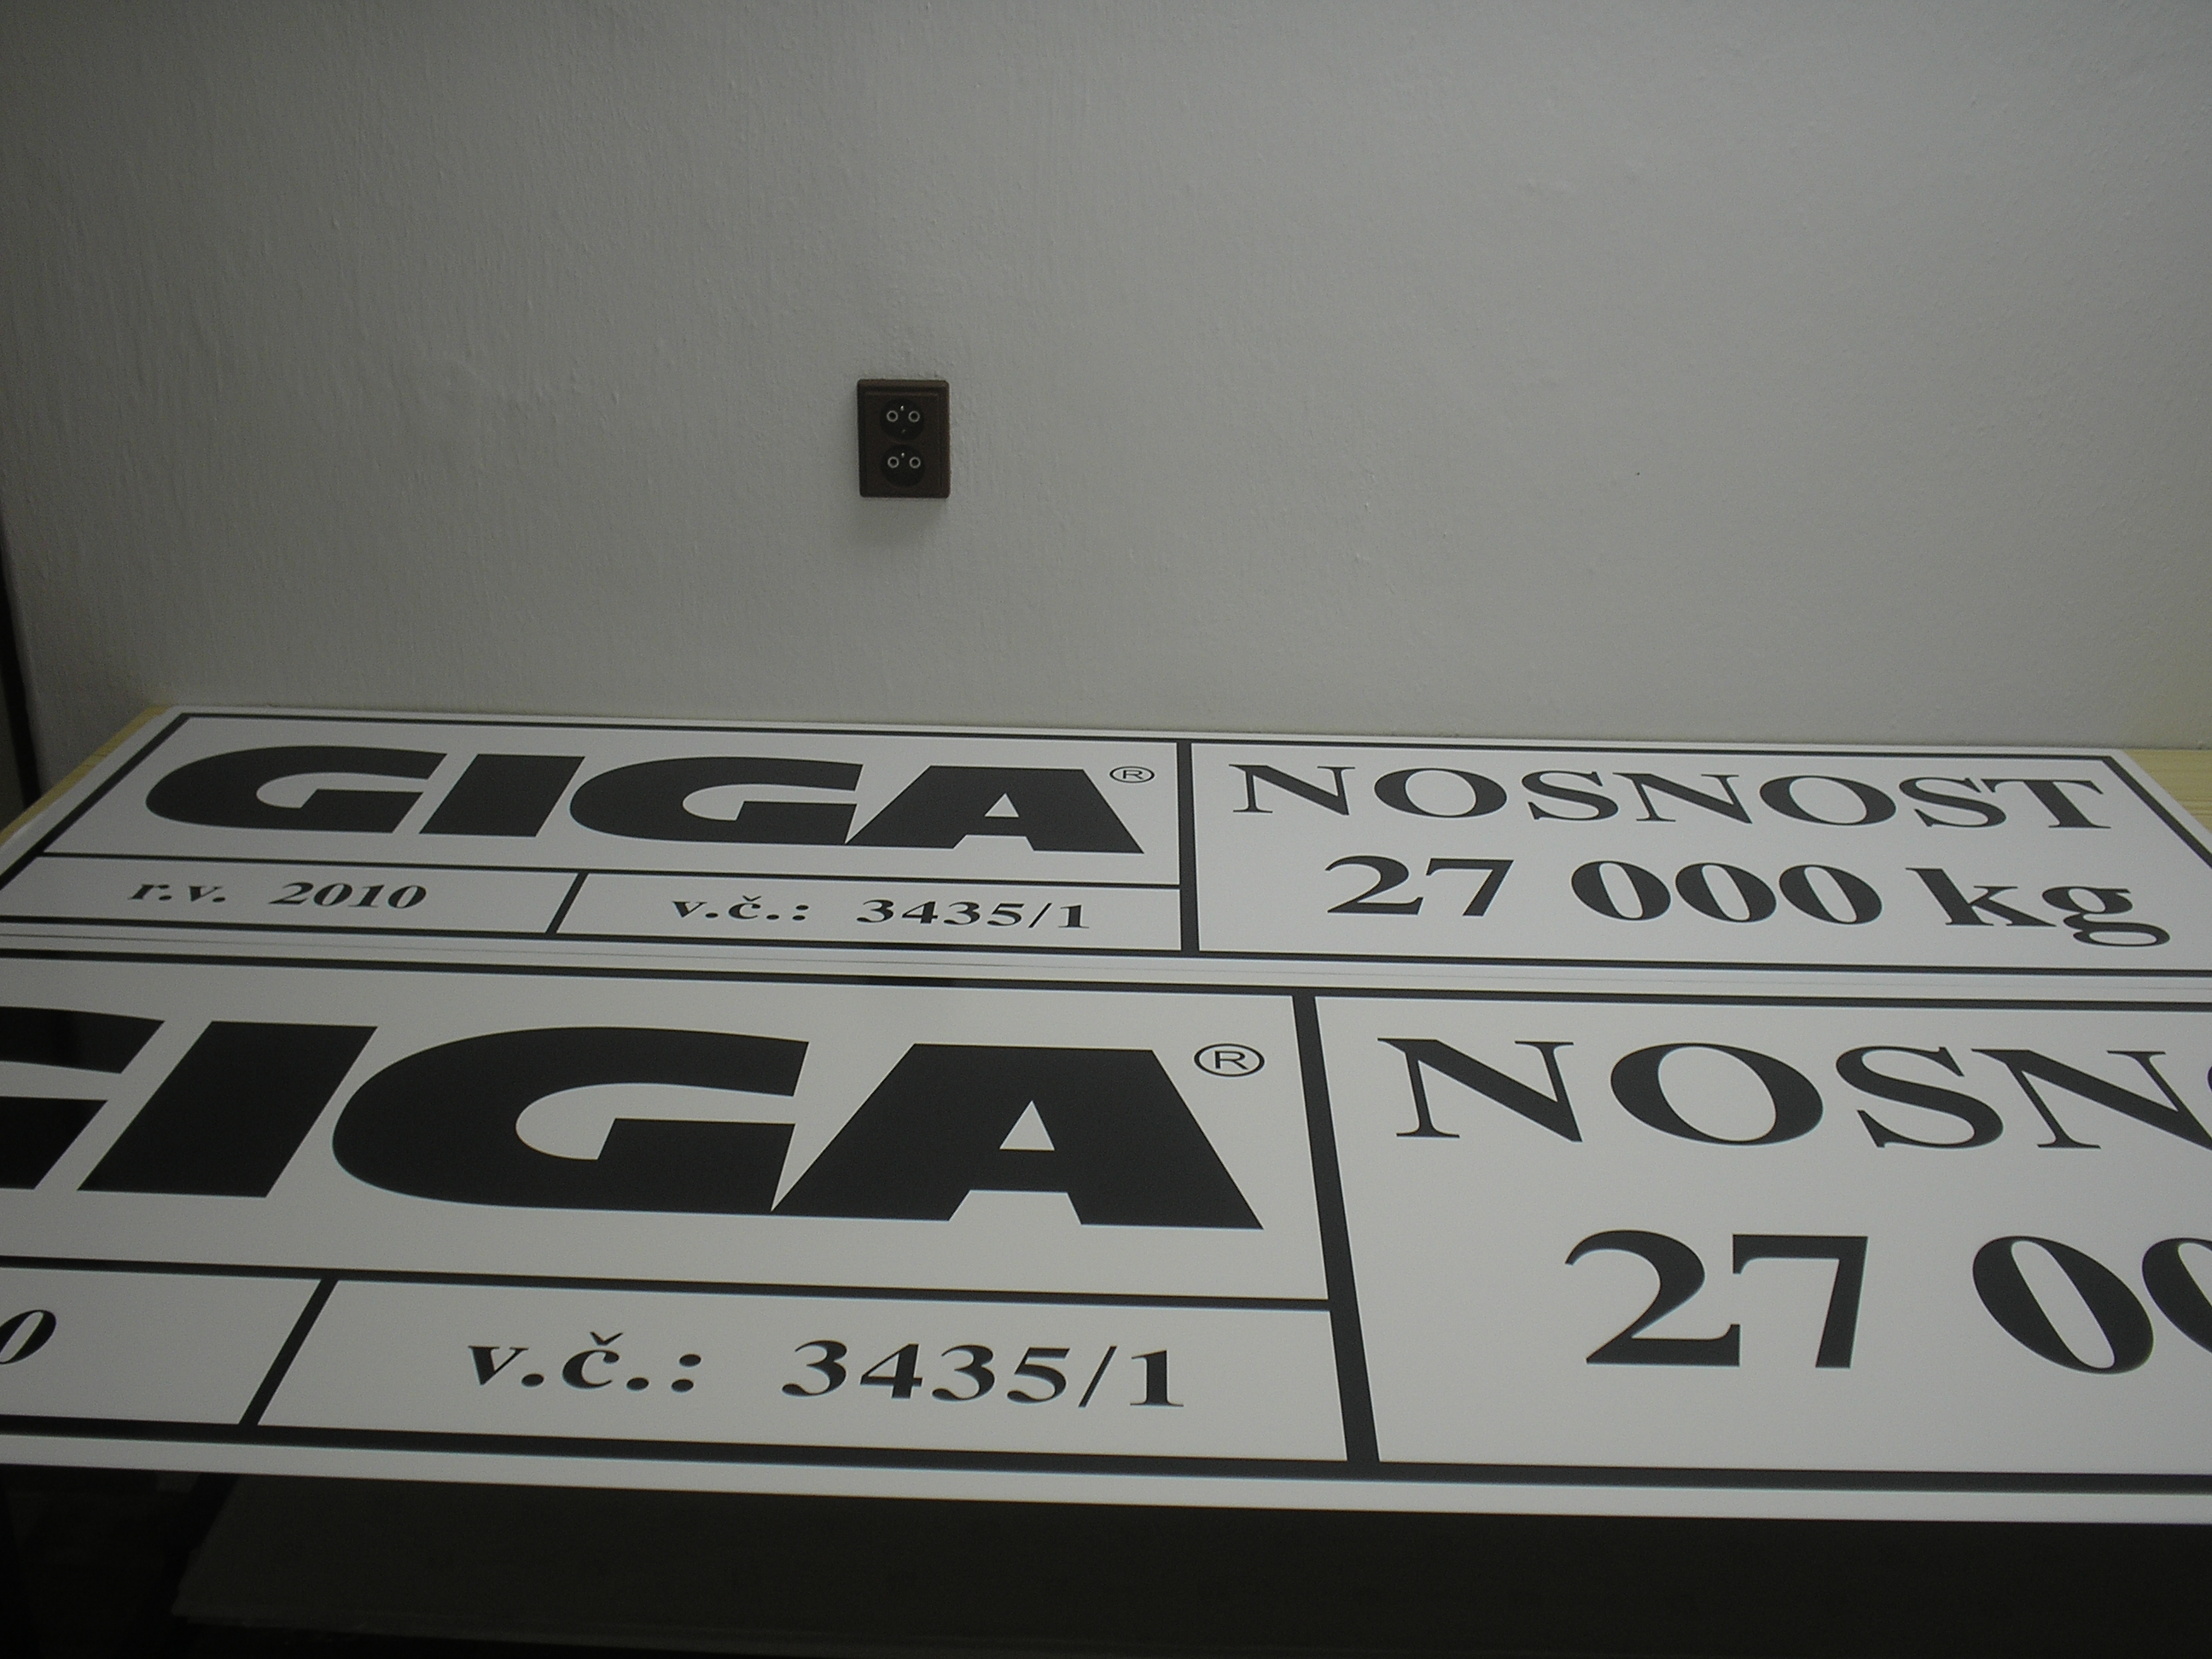 GIGA®
NOSNOST
27 000 kg
r.v. 2010
v.č.: 3435/1
GIGA®
NOSN
27 00
0
v.č.: 3435/1